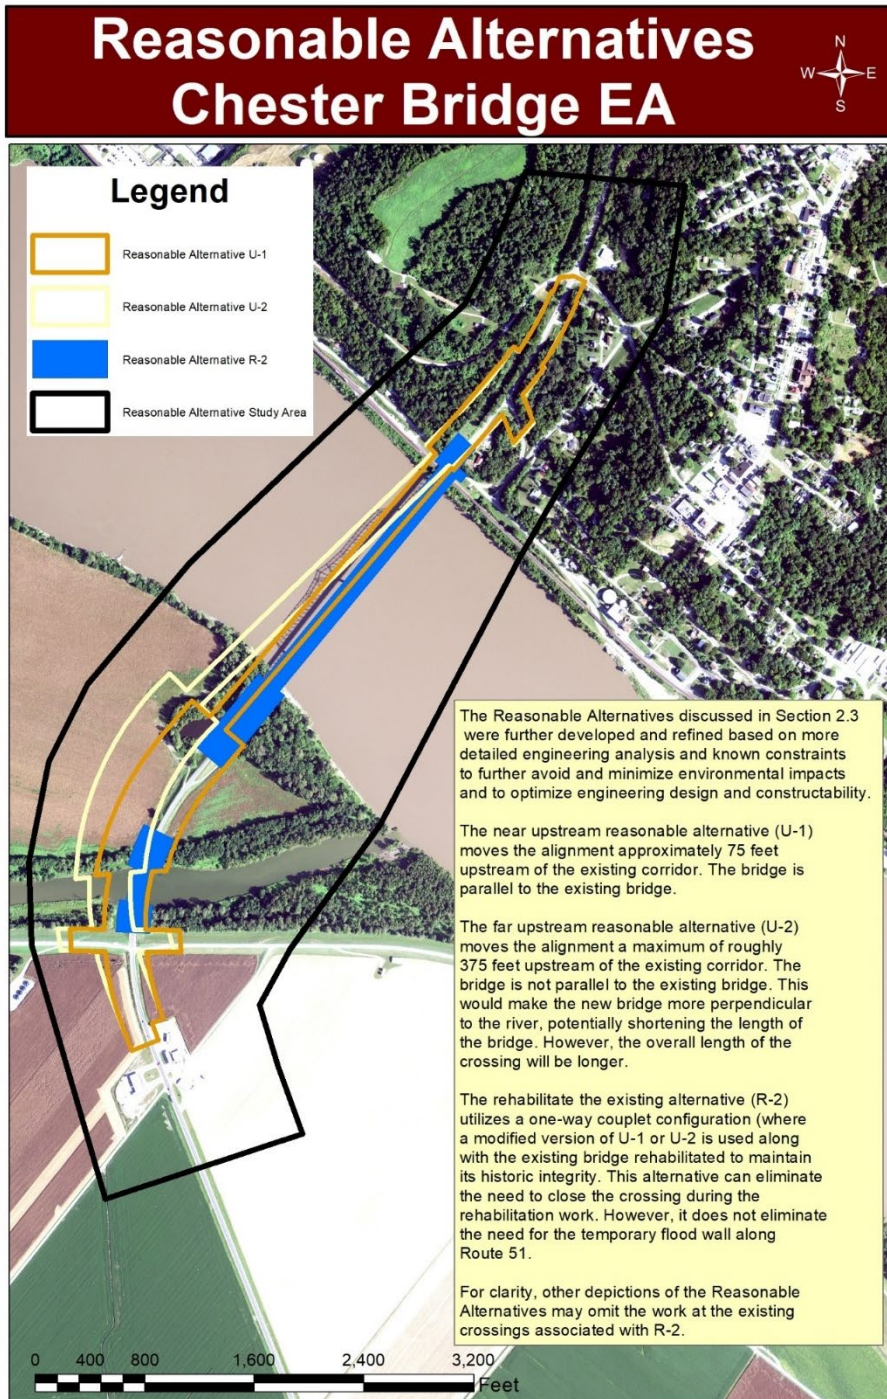 Reasonable Alternatives
Chester Bridge EA
N
W E
S
Legend
Reasonable Alternative U-1
Reasonable Alternative U-2
Reasonable Alternative R-2
Reasonable Alternative Study Area
The Reasonable Alternatives discussed in Section 2.3
were further developed and refined based on more
detailed engineering analysis and known constraints
to further avoid and minimize environmental impacts
and to optimize engineering design and constructability.
The near upstream reasonable alternative (U-1)
moves the alignment approximately 75 feet
upstream of the existing corridor. The bridge is
parallel to the existing bridge.
The far upstream reasonable alternative (U-2)
moves the alignment a maximum of roughly
375 feet upstream of the existing corridor. The
bridge is not parallel to the existing bridge. This
would make the new bridge more perpendicular
to the river, potentially shortening the length of
the bridge. However, the overall length of the
crossing will be longer.
The rehabilitate the existing alternative (R-2)
utilizes a one-way couplet configuration (where
a modified version of U-1 or U-2 is used along
with the existing bridge rehabilitated to maintain
its historic integrity. This alternative can eliminate
the need to close the crossing during the
rehabilitation work. However, it does not eliminate
the need for the temporary flood wall along
Route 51.
For clarity, other depictions of the Reasonable
Alternatives may omit the work at the existing
crossings associated with R-2.
0 400 800 1,600 2,400 3,200
Feet